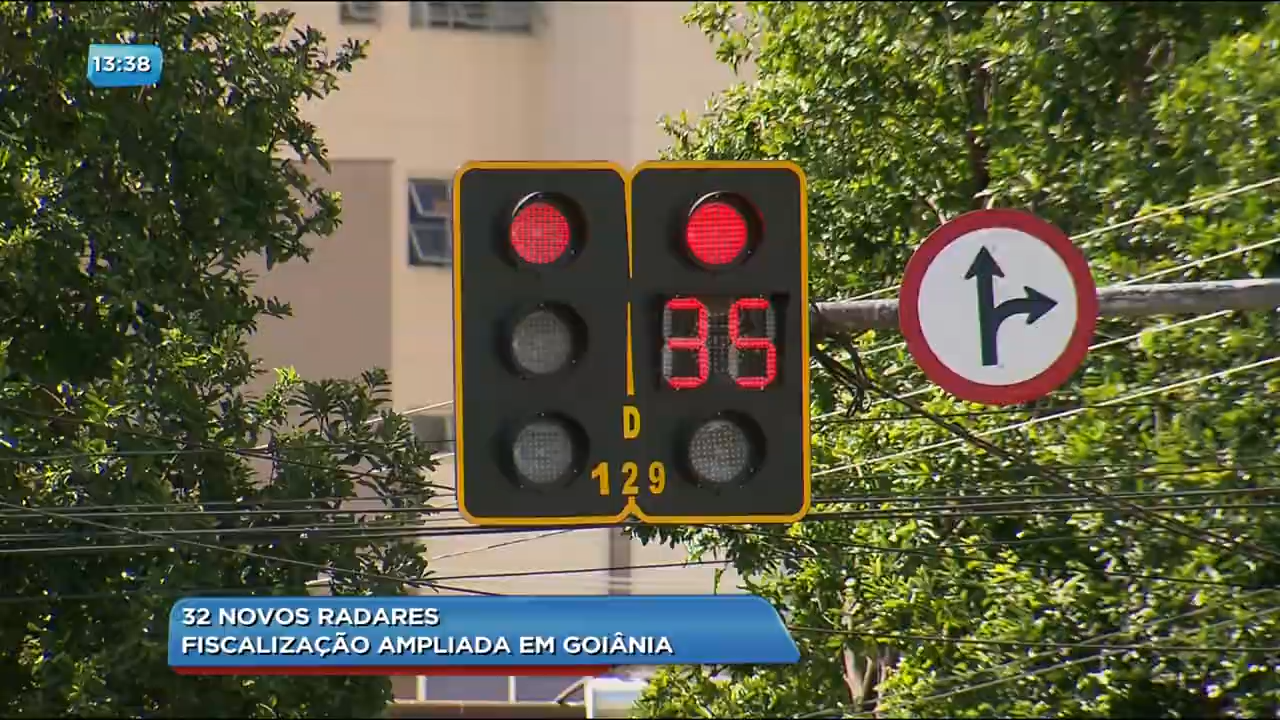 13:38
35
D
129
32 NOVOS RADARES
FISCALIZAÇÃO AMPLIADA EM GOIÂNIA